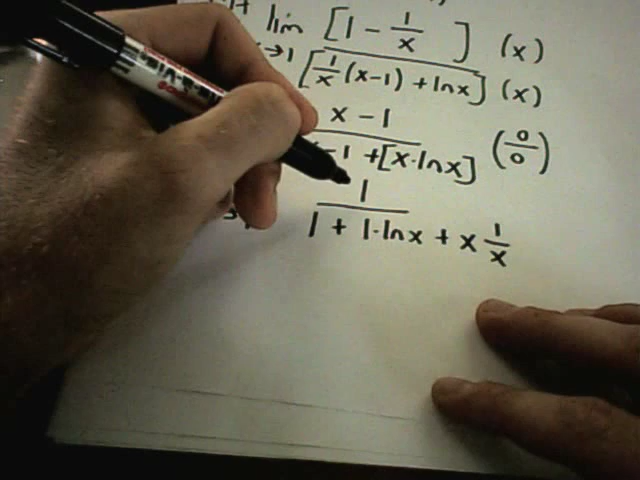 lim [1 - 1/x ] (x)
→1 [1/x (x-1) + ln x] (x)
x - 1
-1 + [x·ln x] (0/0)
1
1 + 1·ln x + x 1/x